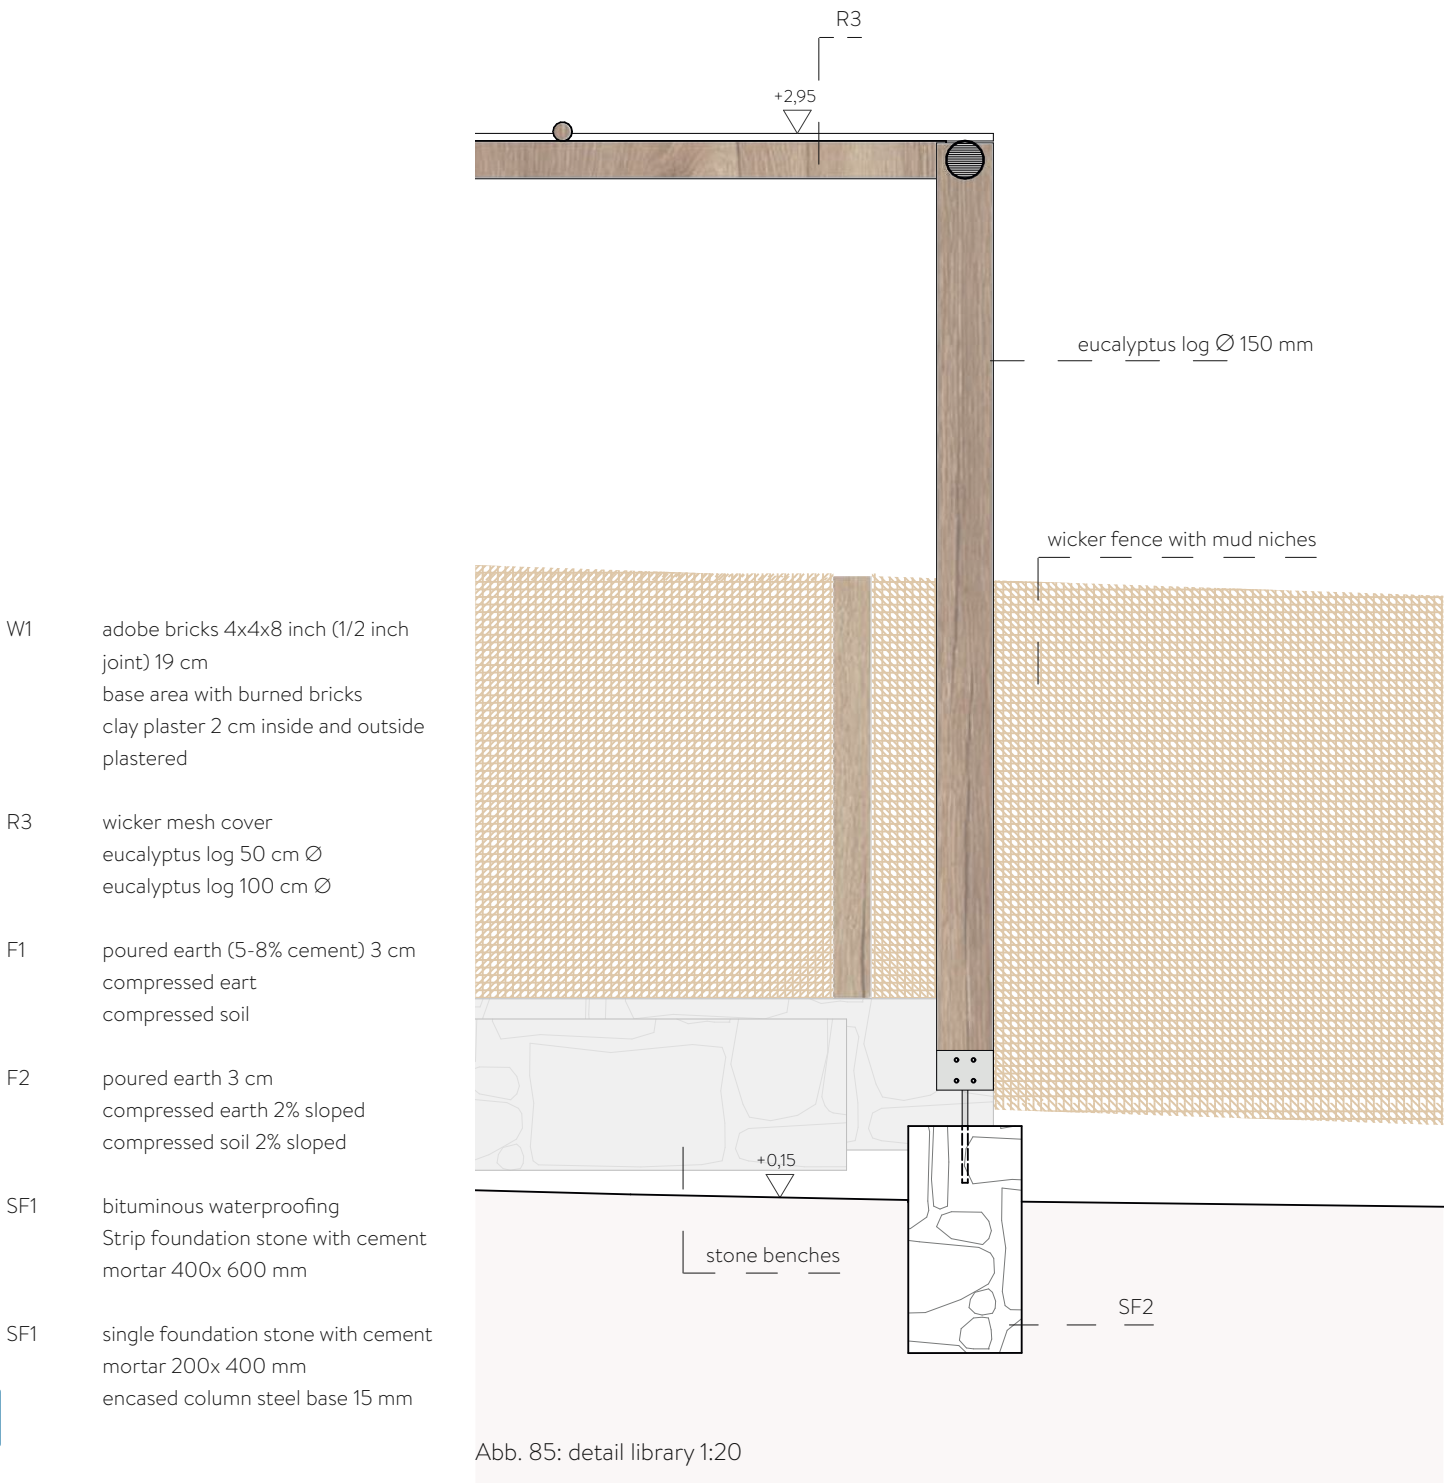 R3
+2,95
eucalyptus log Ø 150 mm
wicker fence with mud niches
W1 adobe bricks 4x4x8 inch (1/2 inch
joint) 19 cm
base area with burned bricks
clay plaster 2 cm inside and outside
plastered
R3 wicker mesh cover
eucalyptus log 50 cm Ø
eucalyptus log 100 cm Ø
F1 poured earth (5-8% cement) 3 cm
compressed eart
compressed soil
F2 poured earth 3 cm
compressed earth 2% sloped
compressed soil 2% sloped
SF1 bituminous waterproofing
Strip foundation stone with cement
mortar 400x 600 mm
SF1 single foundation stone with cement
mortar 200x 400 mm
encased column steel base 15 mm
+0,15
stone benches
SF2
Abb. 85: detail library 1:20